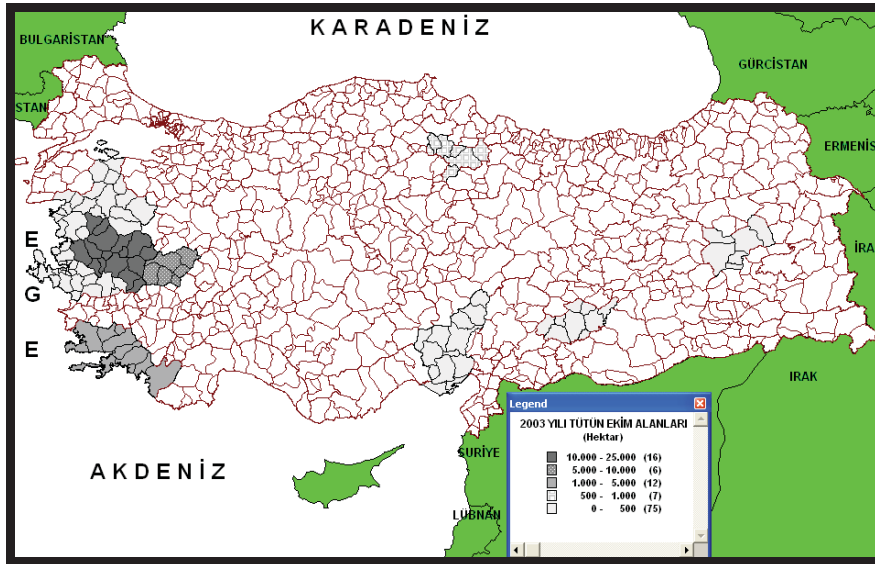 K A R A D E N İ Z
BULGARİSTAN
GÜRCİSTAN
STAN
ERMENİS
E
İRA
G
E
IRAK
A K D E N İ Z
SURİYE
LÜBNAN
Legend
2003 YILI TÜTÜN EKİM ALANLARI
(Hektar)
10.000 - 25.000 (16)
5.000 - 10.000 (6)
1.000 - 5.000 (12)
500 - 1.000 (7)
0 - 500 (75)